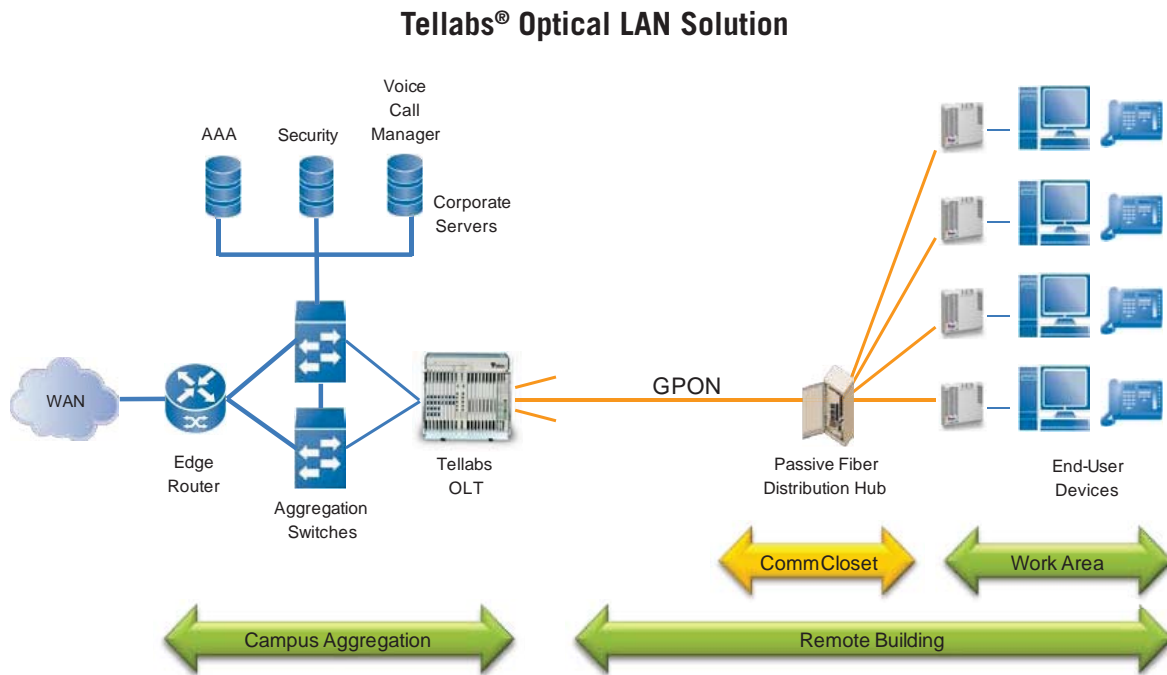 Tellabs® Optical LAN Solution
Voice
Call
Manager
AAA
Security
Corporate
Servers
WAN
GPON
Edge
Router
Tellabs
OLT
Aggregation
Switches
Passive Fiber
Distribution Hub
End-User
Devices
CommCloset
Work Area
Campus Aggregation
Remote Building